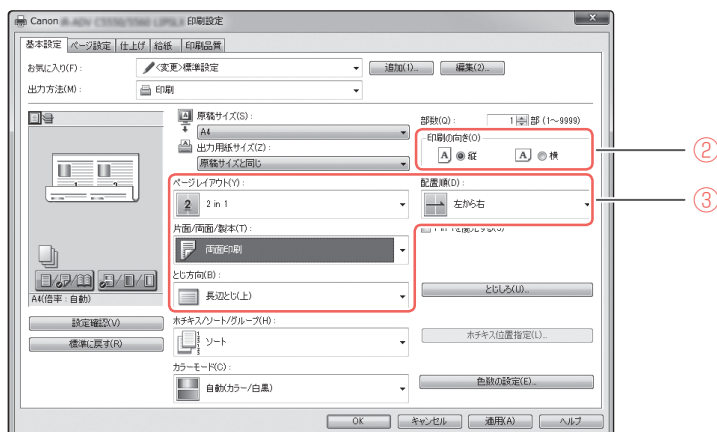 Canon iR-ADV C5550/5560 LIPSLX 印刷設定
基本設定 ページ設定 仕上げ 給紙 印刷品質
お気に入り(F): <変更>標準設定 追加(1)... 編集(2)...
出力方法(M): 印刷
原稿サイズ(S):
A4
出力用紙サイズ(Z):
原稿サイズと同じ
部数(Q): 1 部 (1~9999)
印刷の向き(O)
A 縦 A 横
②
ページレイアウト(Y):
2 2 in 1
配置順(D):
左から右
③
片面/両面/製本(T):
両面印刷
とじ方向(B):
長辺とじ(上)
とじしろ(U)...
A4(倍率:自動)
設定確認(V)
標準に戻す(R)
ホチキス/ソート/グループ(H):
ソート
ホチキス位置指定(L)...
カラーモード(C):
自動(カラー/白黒)
色数の設定(E)...
OK キャンセル 適用(A) ヘルプ